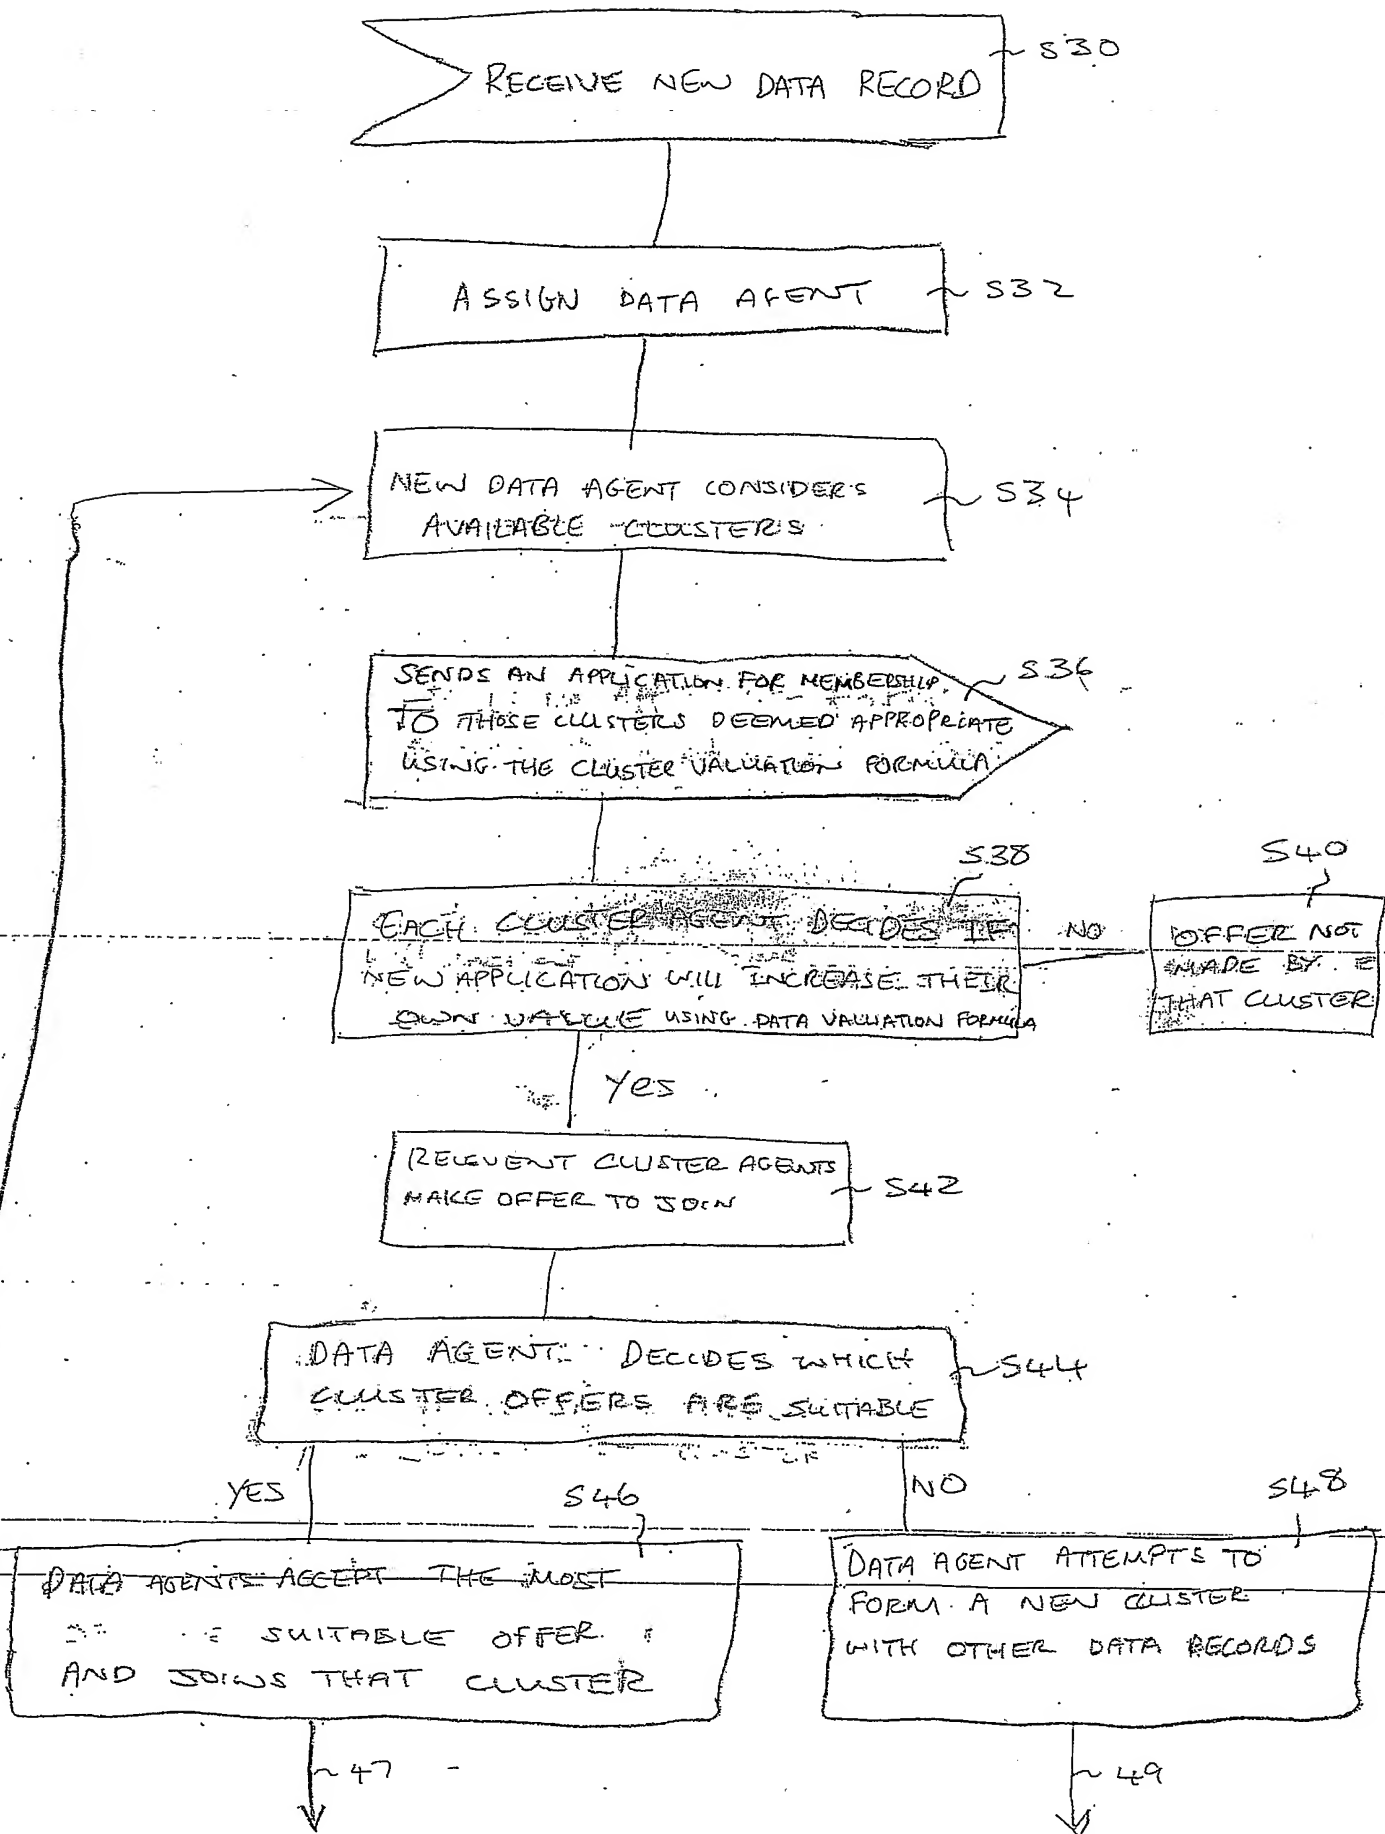 RECEIVE NEW DATA RECORD
S30
ASSIGN DATA AGENT
S32
NEW DATA AGENT CONSIDERS
AVAILABLE CLUSTERS
S34
SENDS AN APPLICATION FOR MEMBERSHIP
TO THOSE CLUSTERS DEEMED APPROPRIATE
USING THE CLUSTER VALUATION FORMULA
S36
S38
EACH CLUSTER AGENT DECIDES IF
NEW APPLICATION WILL INCREASE THEIR
OWN VALUE USING DATA VALUATION FORMULA
NO
S40
OFFER NOT
MADE BY
THAT CLUSTER
Yes
RELEVENT CLUSTER AGENTS
MAKE OFFER TO JOIN
S42
DATA AGENT DECIDES WHICH
CLUSTER OFFERS ARE SUITABLE
S44
YES
S46
NO
S48
DATA AGENTS ACCEPT THE MOST
SUITABLE OFFER
AND JOINS THAT CLUSTER
DATA AGENT ATTEMPTS TO
FORM A NEW CLUSTER
WITH OTHER DATA RECORDS
47
49